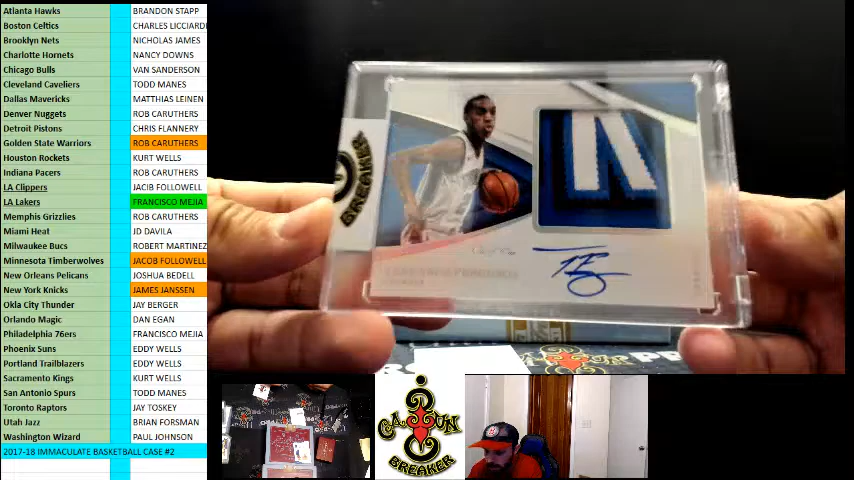 Atlanta Hawks BRANDON STAPP
Boston Celtics CHARLES LICCIARDI
Brooklyn Nets NICHOLAS JAMES
Charlotte Hornets NANCY DOWNS
Chicago Bulls VAN SANDERSON
Cleveland Caveliers TODD MANES
Dallas Mavericks MATTHIAS LEINEN
Denver Nuggets ROB CARUTHERS
Detroit Pistons CHRIS FLANNERY
Golden State Warriors ROB CARUTHERS
Houston Rockets KURT WELLS
Indiana Pacers ROB CARUTHERS
LA Clippers JACIB FOLLOWELL
LA Lakers FRANCISCO MEJIA
Memphis Grizzlies ROB CARUTHERS
Miami Heat JD DAVILA
Milwaukee Bucs ROBERT MARTINEZ
Minnesota Timberwolves JACOB FOLLOWELL
New Orleans Pelicans JOSHUA BEDELL
New York Knicks JAMES JANSSEN
Okla City Thunder JAY BERGER
Orlando Magic DAN EGAN
Philadelphia 76ers FRANCISCO MEJIA
Phoenix Suns EDDY WELLS
Portland Trailblazers EDDY WELLS
Sacramento Kings KURT WELLS
San Antonio Spurs TODD MANES
Toronto Raptors JAY TOSKEY
Utah Jazz BRIAN FORSMAN
Washington Wizard PAUL JOHNSON
2017-18 IMMACULATE BASKETBALL CASE #2
BREAKER
CAJUN
BREAKER